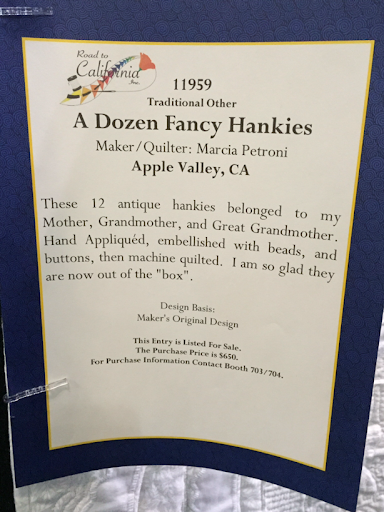 Road to
California
Inc.
11959
Traditional Other
A Dozen Fancy Hankies
Maker/Quilter: Marcia Petroni
Apple Valley, CA
These 12 antique hankies belonged to my
Mother, Grandmother, and Great Grandmother.
Hand Appliquéd, embellished with beads, and
buttons, then machine quilted. I am so glad they
are now out of the "box".
Design Basis:
Maker's Original Design
This Entry is Listed For Sale.
The Purchase Price is $650.
For Purchase Information Contact Booth 703/704.